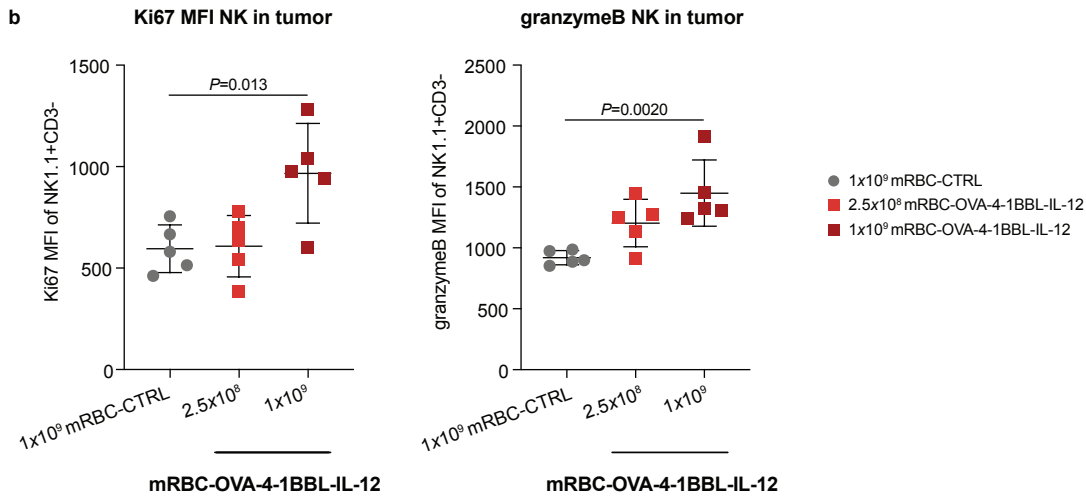 b
Ki67 MFI NK in tumor
Ki67 MFI of NK1.1+CD3-
1500
1000
500
0
P=0.013
1x10⁹ mRBC-CTRL
2.5x10⁸
1x10⁹
mRBC-OVA-4-1BBL-IL-12
granzymeB NK in tumor
granzymeB MFI of NK1.1+CD3-
2500
2000
1500
1000
500
0
P=0.0020
1x10⁹ mRBC-CTRL
2.5x10⁸
1x10⁹
mRBC-OVA-4-1BBL-IL-12
1x10⁹ mRBC-CTRL
2.5x10⁸ mRBC-OVA-4-1BBL-IL-12
1x10⁹ mRBC-OVA-4-1BBL-IL-12